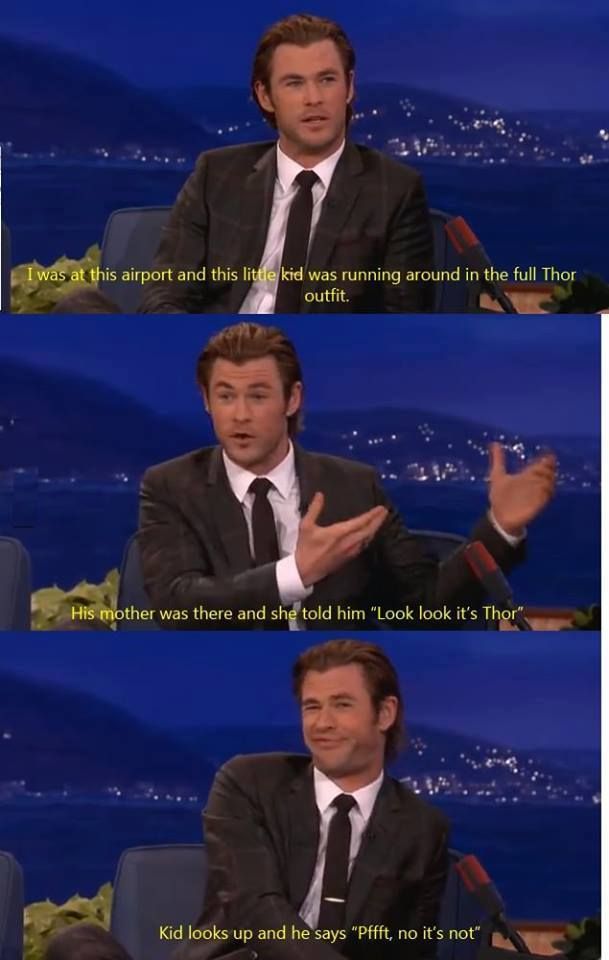 I was at this airport and this little kid was running around in the full Thor
outfit.
His mother was there and she told him "Look look it's Thor"
Kid looks up and he says "Pffft, no it's not"